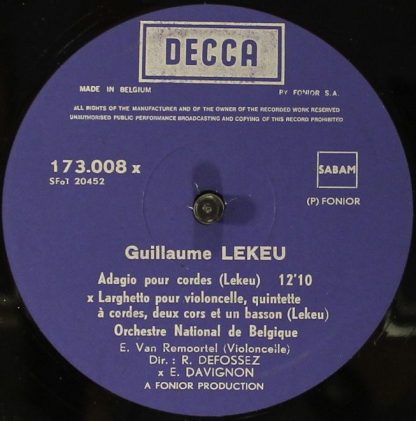 DECCA
MADE IN BELGIUM BY FONIOR S.A.
ALL RIGHTS OF THE MANUFACTURER AND OF THE OWNER OF THE RECORDED WORK RESERVED
UNAUTHORISED PUBLIC PERFORMANCE BROADCASTING AND COPYING OF THIS RECORD PROHIBITED
173.008 x
SFoT 20452
SABAM
(P) FONIOR
Guillaume LEKEU
Adagio pour cordes (Lekeu) 12'10
x Larghetto pour violoncelle, quintette
à cordes, deux cors et un basson (Lekeu)
Orchestre National de Belgique
E. Van Remoortel (Violoncelle)
Dir.: R. DEFOSSEZ
x E. DAVIGNON
A FONIOR PRODUCTION